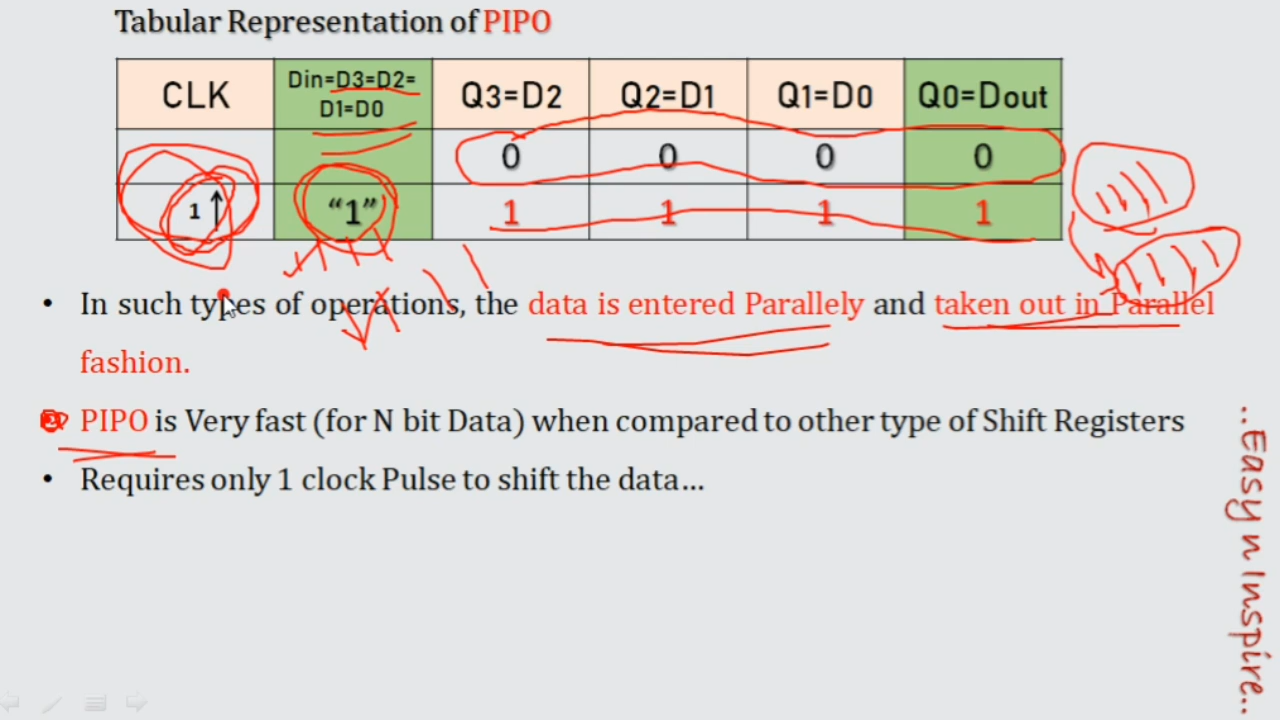 Tabular Representation of PIPO
CLK
Din=D3=D2=
D1=D0
Q3=D2
Q2=D1
Q1=D0
Q0=Dout
0
0
0
0
1↑
"1"
1
1
1
1
• In such types of operations, the data is entered Parallely and taken out in Parallel
fashion.
PIPO is Very fast (for N bit Data) when compared to other type of Shift Registers
• Requires only 1 clock Pulse to shift the data...
..Easy n Inspire..